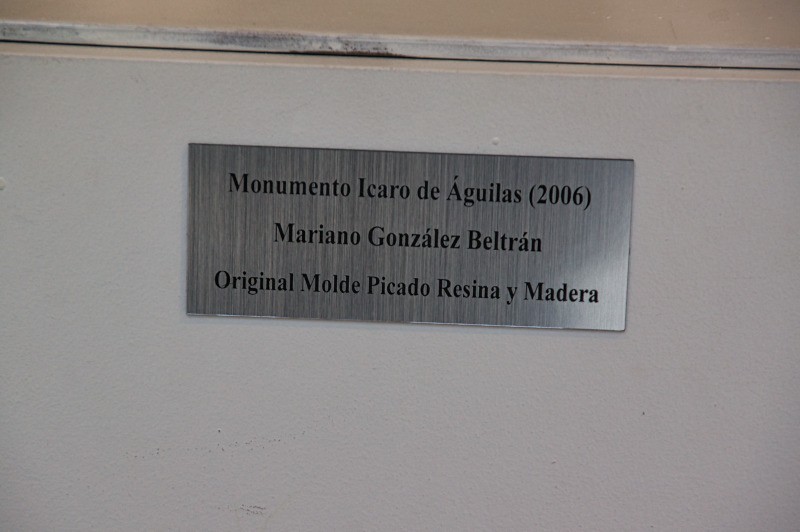 Monumento Icaro de Águilas (2006)
Mariano González Beltrán
Original Molde Picado Resina y Madera